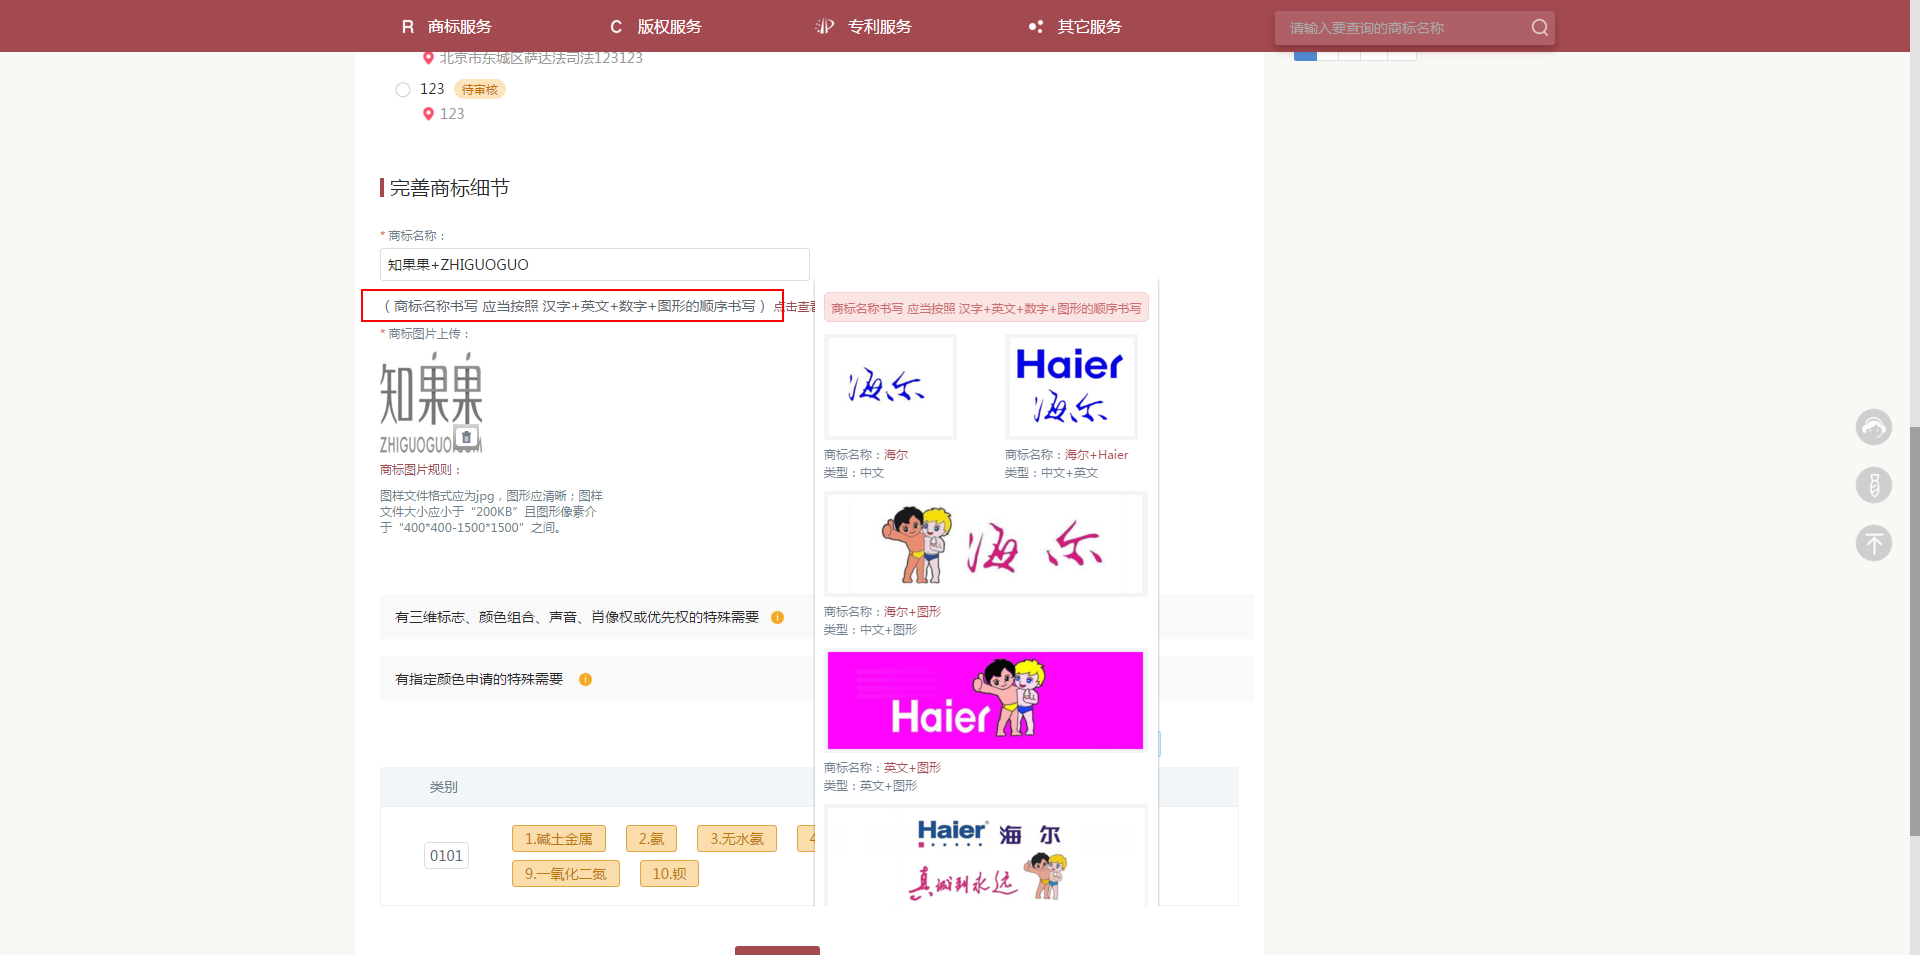 R 商标服务
C 版权服务
专利服务
其它服务
请输入要查询的商标名称
北京市东城区萨达法司法123123
123 待审核
123
完善商标细节
* 商标名称：
知果果+ZHIGUOGUO
（ 商标名称书写 应当按照 汉字+英文+数字+图形的顺序书写 ） 点击查看
* 商标图片上传：
知果果
ZHIGUOGUO
商标图片规则：
图样文件格式应为jpg，图形应清晰；图样
文件大小应小于“200KB”且图形像素介
于“400*400-1500*1500”之间。
商标名称书写 应当按照 汉字+英文+数字+图形的顺序书写
海尔
Haier
海尔
商标名称：海尔
类型：中文
商标名称：海尔+Haier
类型：中文+英文
海尔
商标名称：海尔+图形
类型：中文+图形
Haier
商标名称：英文+图形
类型：英文+图形
Haier 海 尔
真诚到永远
有三维标志、颜色组合、声音、肖像权或优先权的特殊需要
有指定颜色申请的特殊需要
类别
0101
1.碱土金属
2.氨
3.无水氨
4
9.一氧化二氮
10.钡